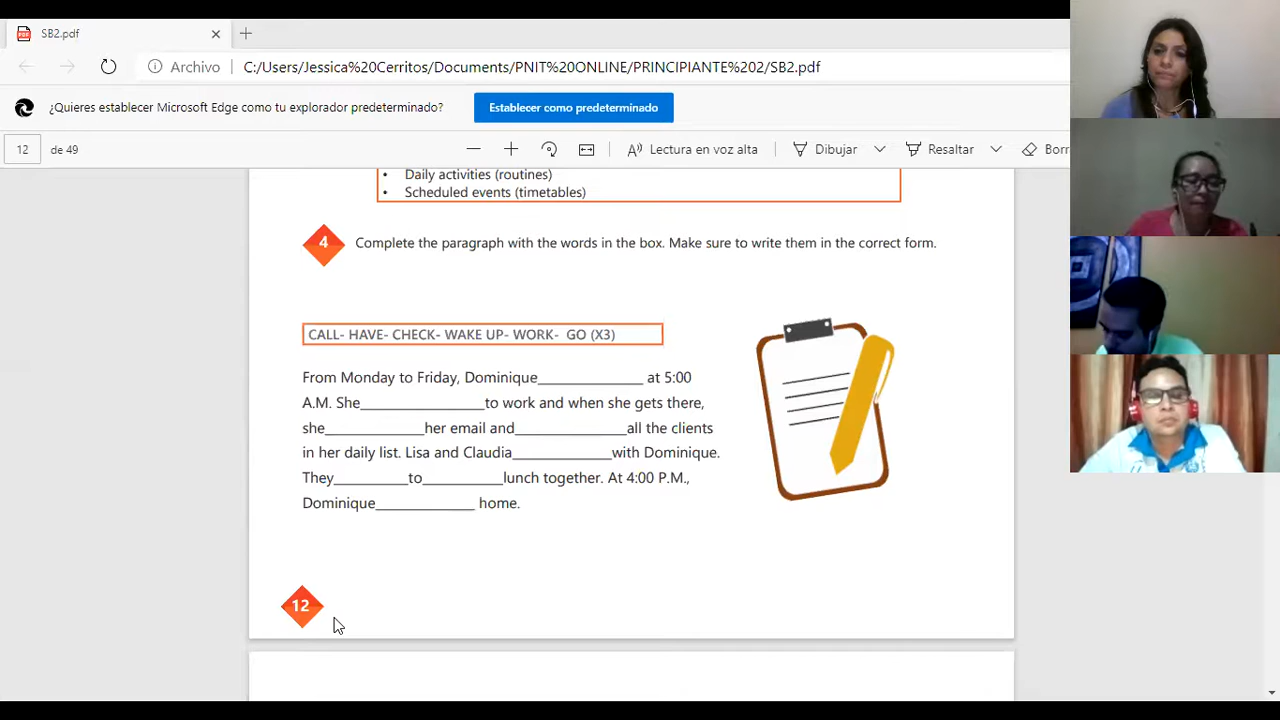 SB2.pdf
Archivo C:/Users/Jessica%20Cerritos/Documents/PNIT%20ONLINE/PRINCIPIANTE%202/SB2.pdf
¿Quieres establecer Microsoft Edge como tu explorador predeterminado? Establecer como predeterminado
12 de 49 Lectura en voz alta Dibujar Resaltar Borr
• Daily activities (routines)
• Scheduled events (timetables)
4 Complete the paragraph with the words in the box. Make sure to write them in the correct form.
CALL- HAVE- CHECK- WAKE UP- WORK- GO (X3)
From Monday to Friday, Dominique_____________ at 5:00
A.M. She________________to work and when she gets there,
she_____________her email and______________all the clients
in her daily list. Lisa and Claudia_____________with Dominique.
They__________to__________lunch together. At 4:00 P.M.,
Dominique_____________ home.
12